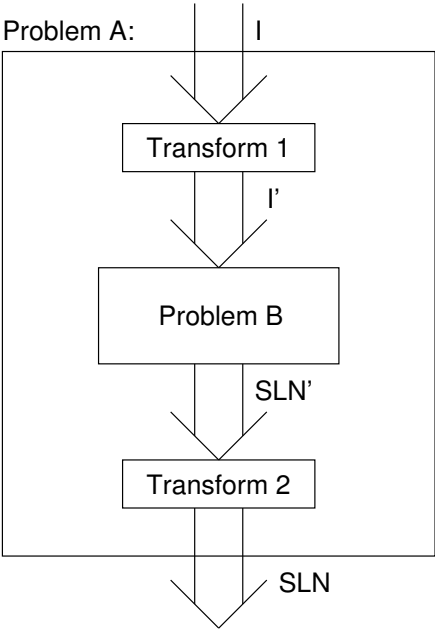 Problem A:
I
Transform 1
I'
Problem B
SLN'
Transform 2
SLN